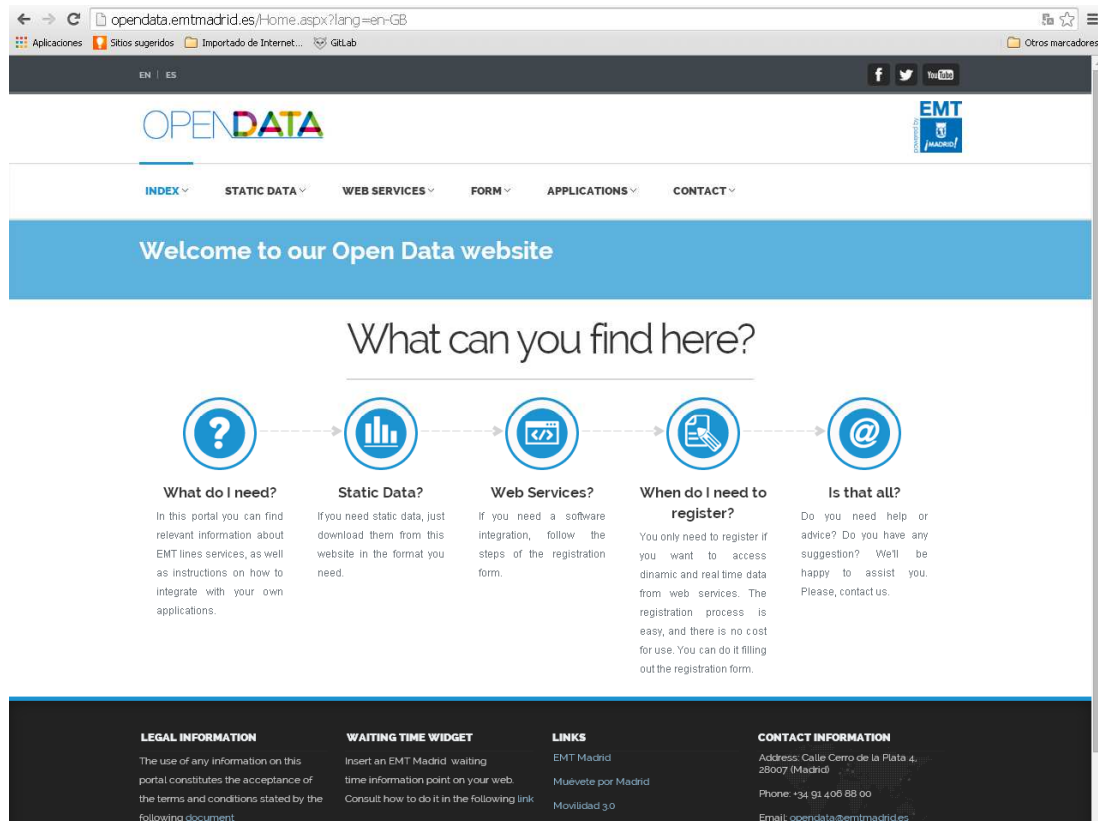 opendata.emtmadrid.es/Home.aspx?lang=en-GB
Aplicaciones Sitios sugeridos Importado de Internet... GitLab Otros marcadores
EN | ES
f You Tube
OPENDATA
powered by EMT ¡MADRID!
INDEX STATIC DATA WEB SERVICES FORM APPLICATIONS CONTACT
Welcome to our Open Data website
What can you find here?
? </> @
What do I need?
In this portal you can find
relevant information about
EMT lines services, as well
as instructions on how to
integrate with your own
applications.
Static Data?
If you need static data, just
download them from this
website in the format you
need.
Web Services?
If you need a software
integration, follow the
steps of the registration
form.
When do I need to
register?
You only need to register if
you want to access
dinamic and real time data
from web services. The
registration process is
easy, and there is no cost
for use. You can do it filling
out the registration form.
Is that all?
Do you need help or
advice? Do you have any
suggestion? We'll be
happy to assist you.
Please, contact us.
LEGAL INFORMATION
The use of any information on this
portal constitutes the acceptance of
the terms and conditions stated by the
following document
WAITING TIME WIDGET
Insert an EMT Madrid waiting
time information point on your web.
Consult how to do it in the following link
LINKS
EMT Madrid
Muévete por Madrid
Movilidad 3.0
CONTACT INFORMATION
Address: Calle Cerro de la Plata 4,
28007 (Madrid)
Phone: +34 91 406 88 00
Email: opendata@emtmadrid.es